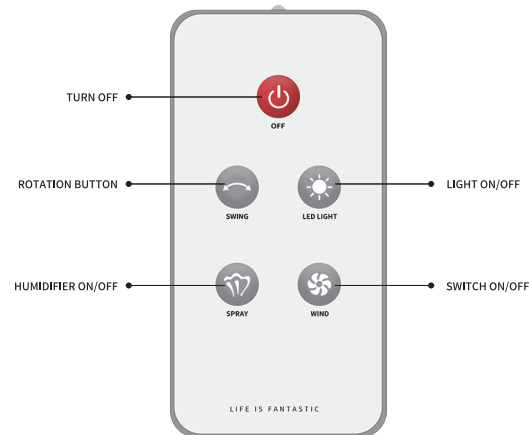 TURN OFF
OFF
ROTATION BUTTON
LIGHT ON/OFF
SWING
LED LIGHT
HUMIDIFIER ON/OFF
SWITCH ON/OFF
SPRAY
WIND
LIFE IS FANTASTIC